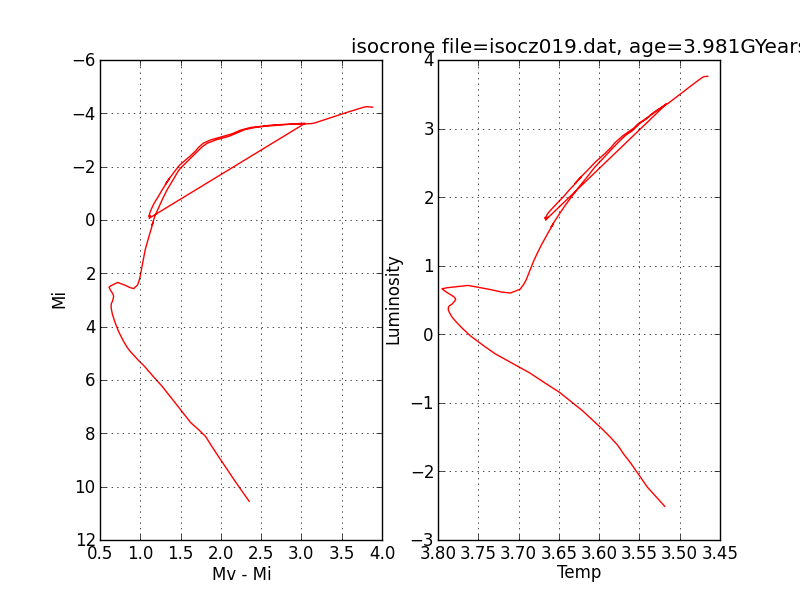 isocrone file=isocz019.dat, age=3.981GYears
−6
−4
−2
0
2
4
6
8
10
12
Mi
0.5 1.0 1.5 2.0 2.5 3.0 3.5 4.0
Mv - Mi
4
3
2
1
0
−1
−2
−3
Luminosity
3.80 3.75 3.70 3.65 3.60 3.55 3.50 3.45
Temp